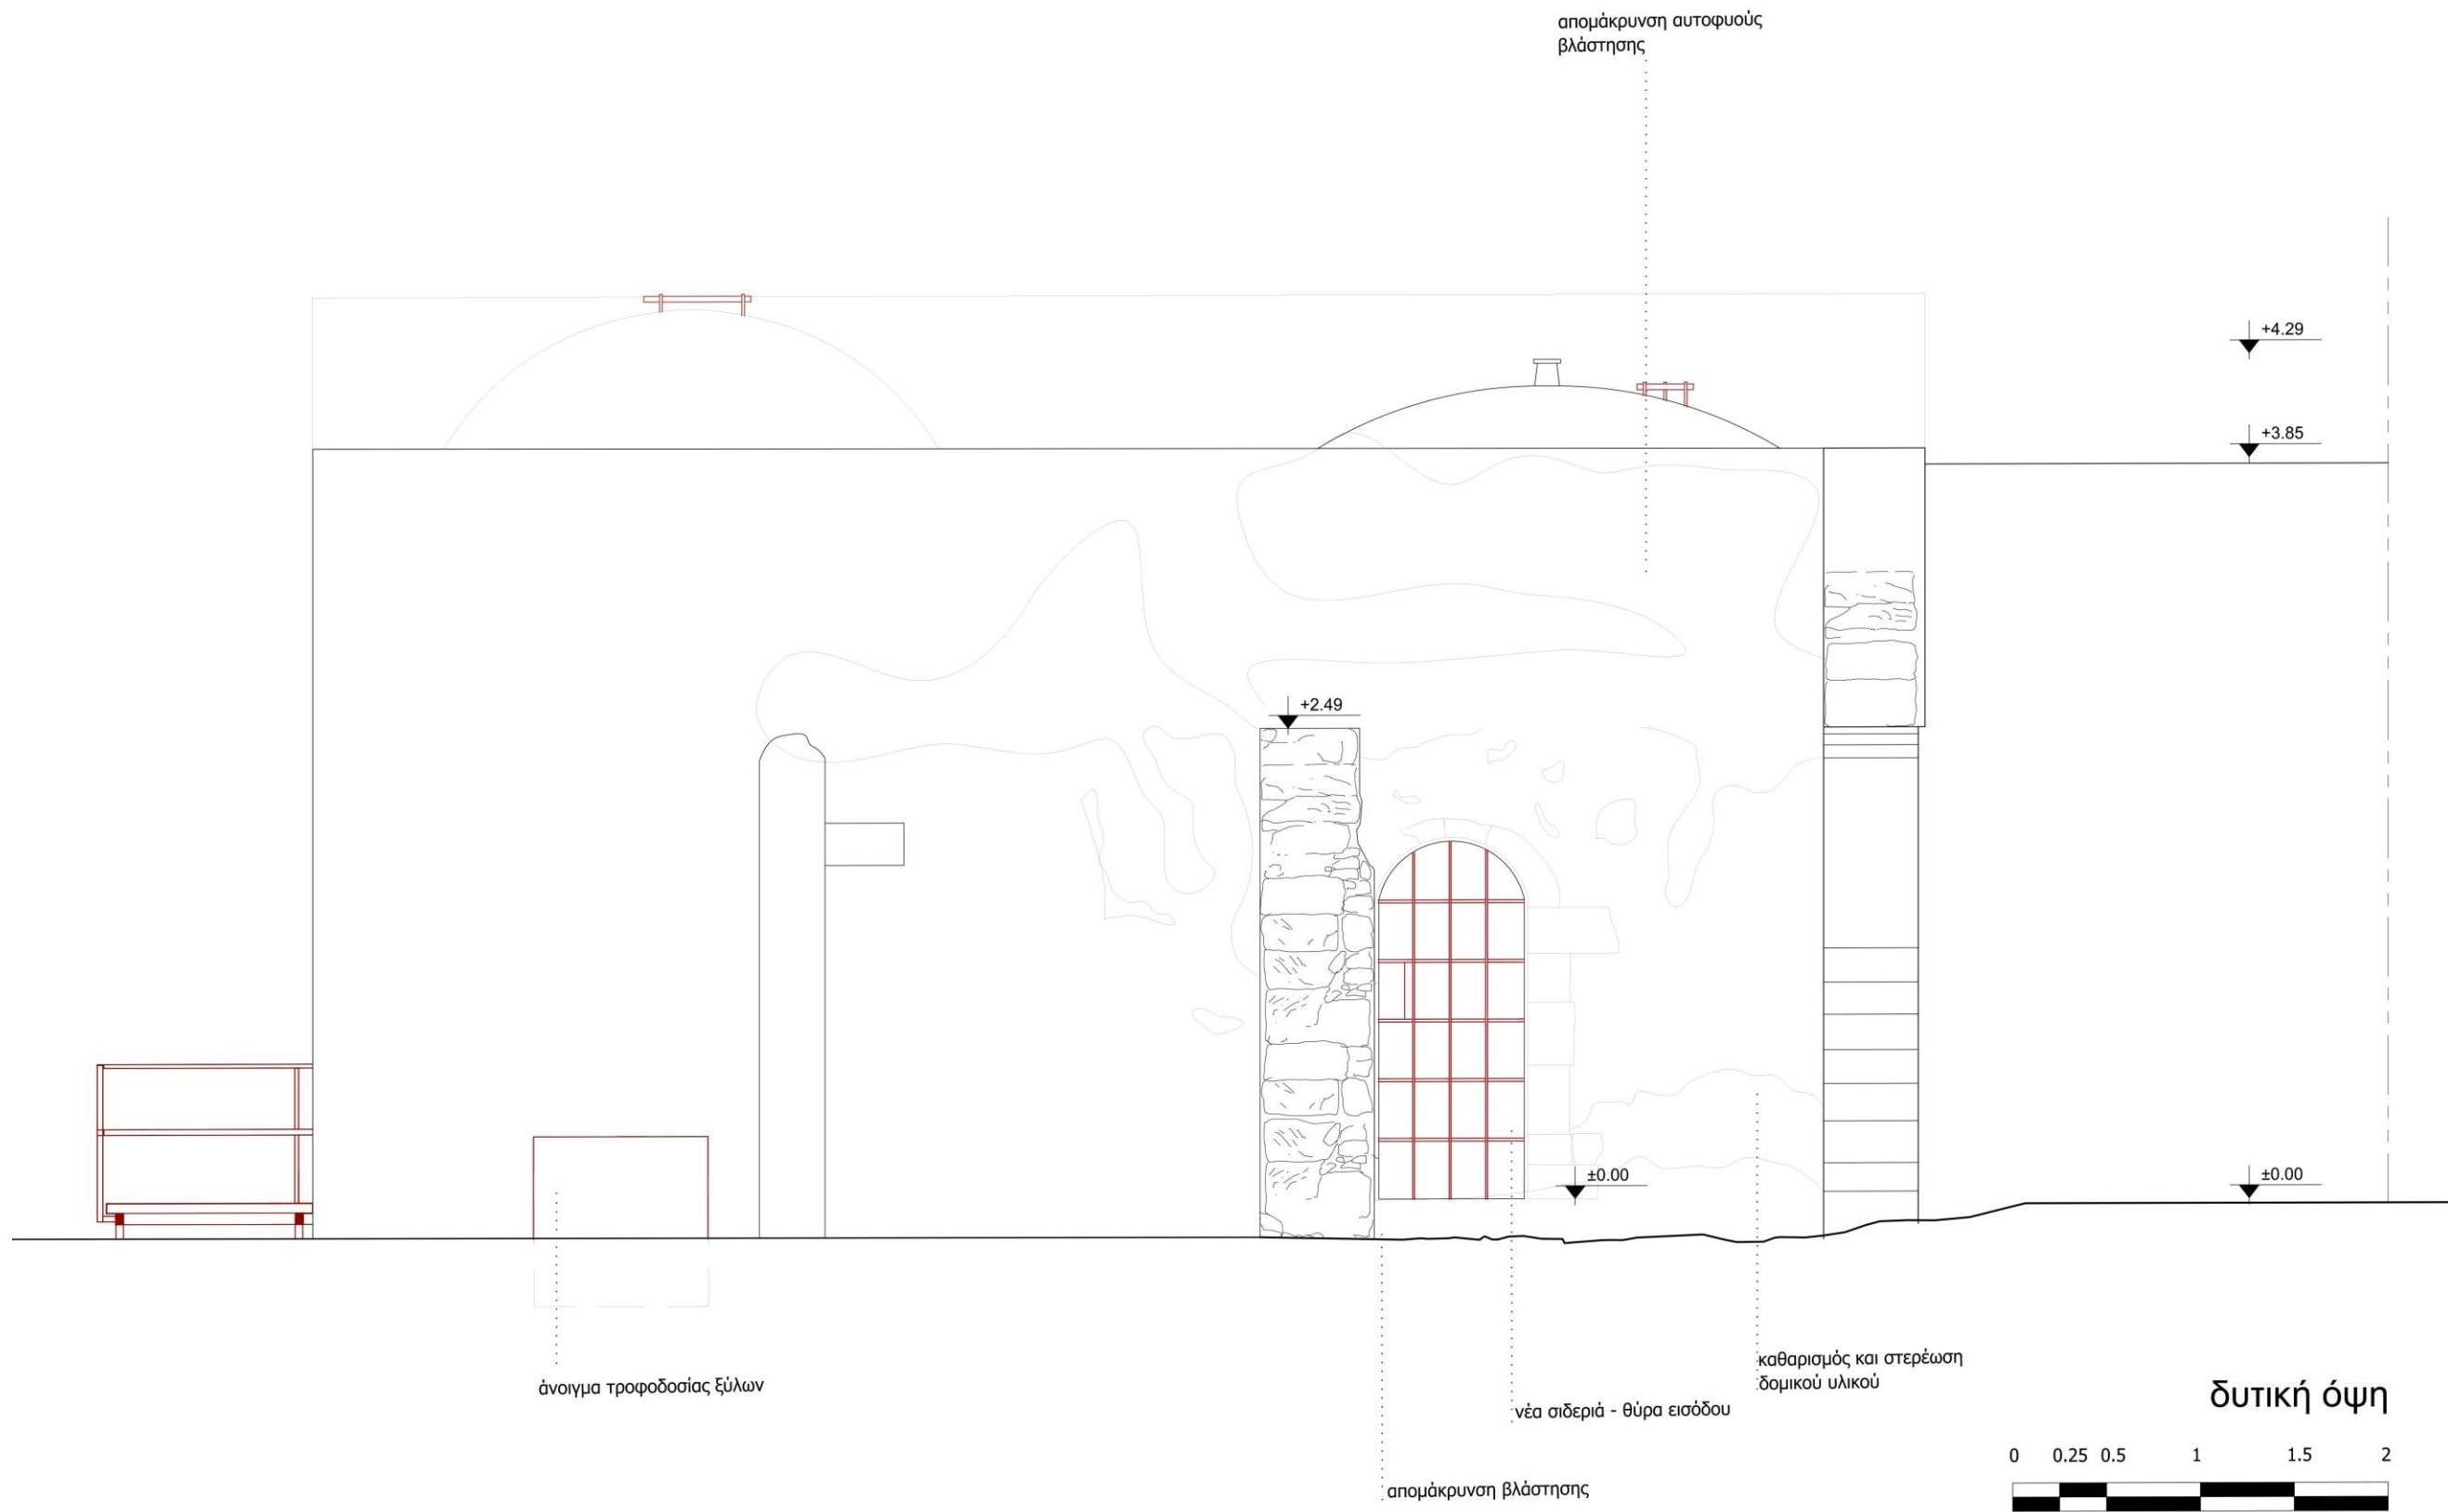 απομάκρυνση αυτοφυούς
βλάστησης
+4.29
+3.85
+2.49
±0.00
±0.00
καθαρισμός και στερέωση
δομικού υλικού
άνοιγμα τροφοδοσίας ξύλων
νέα σιδεριά - θύρα εισόδου
απομάκρυνση βλάστησης
δυτική όψη
0 0.25 0.5 1 1.5 2